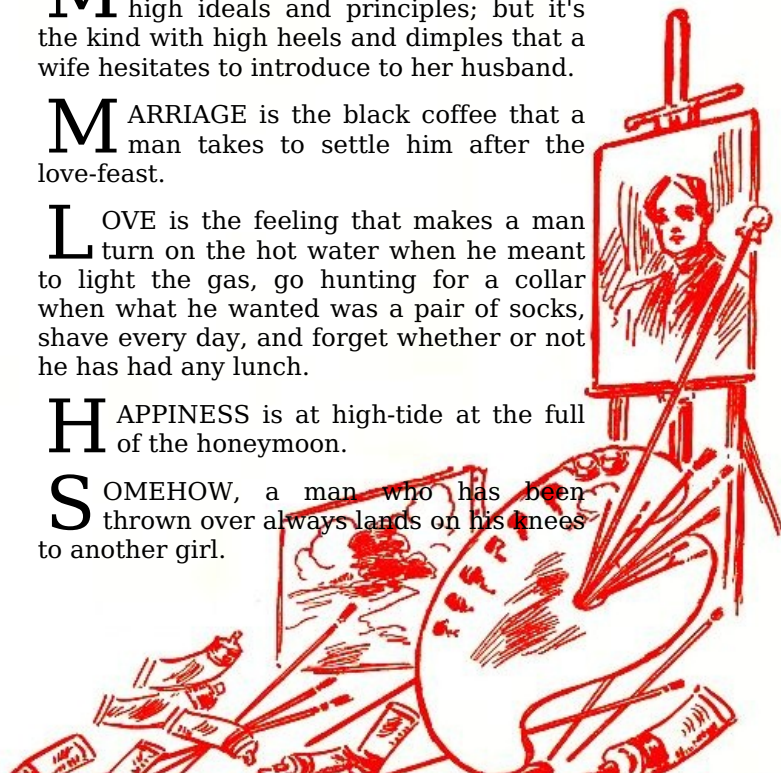 M high ideals and principles; but it's
the kind with high heels and dimples that a
wife hesitates to introduce to her husband.
MARRIAGE is the black coffee that a
man takes to settle him after the
love-feast.
LOVE is the feeling that makes a man
turn on the hot water when he meant
to light the gas, go hunting for a collar
when what he wanted was a pair of socks,
shave every day, and forget whether or not
he has had any lunch.
HAPPINESS is at high-tide at the full
of the honeymoon.
SOMEHOW, a man who has been
thrown over always lands on his knees
to another girl.